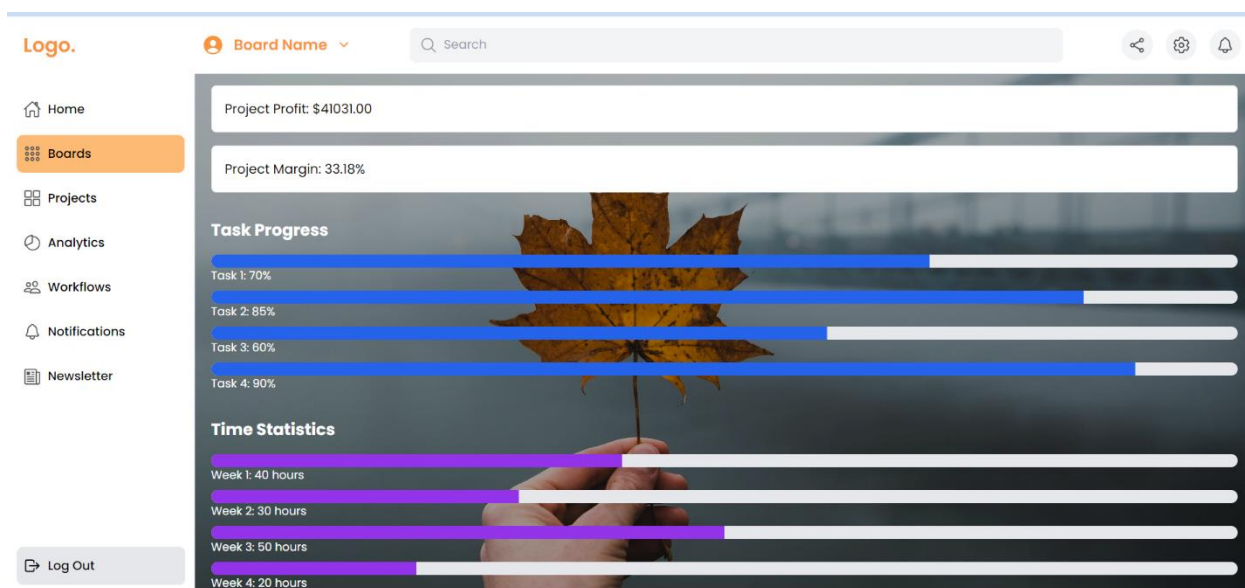 Logo.
Board Name
Search
Home
Boards
Projects
Analytics
Workflows
Notifications
Newsletter
Log Out
Project Profit: $41031.00
Project Margin: 33.18%
Task Progress
Task 1: 70%
Task 2: 85%
Task 3: 60%
Task 4: 90%
Time Statistics
Week 1: 40 hours
Week 2: 30 hours
Week 3: 50 hours
Week 4: 20 hours